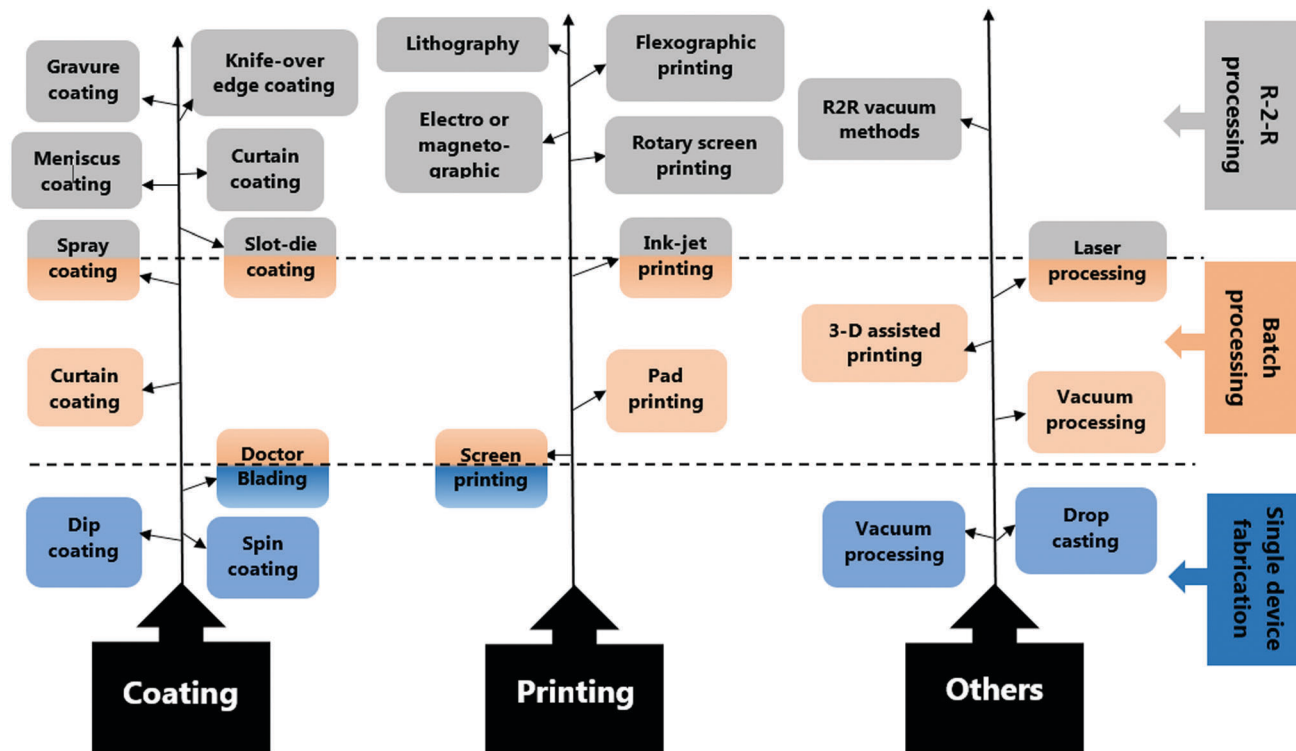 Gravure
coating
Knife-over
edge coating
Meniscus
coating
Curtain
coating
Spray
coating
Slot-die
coating
Curtain
coating
Doctor
Blading
Dip
coating
Spin
coating
Coating
Lithography
Flexographic
printing
Electro or
magneto-
graphic
Rotary screen
printing
Ink-jet
printing
Pad
printing
Screen
printing
Printing
R2R vacuum
methods
Laser
processing
3-D assisted
printing
Vacuum
processing
Vacuum
processing
Drop
casting
Others
R-2-R
processing
Batch
processing
Single device
fabrication